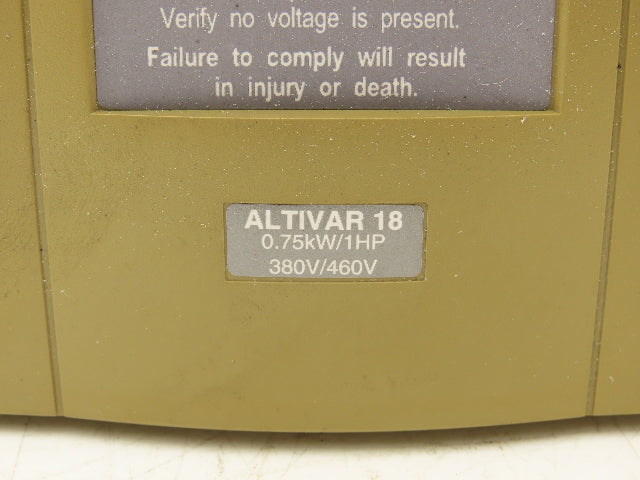 Verify no voltage is present.
Failure to comply will result
in injury or death.
ALTIVAR 18
0.75kW/1HP
380V/460V